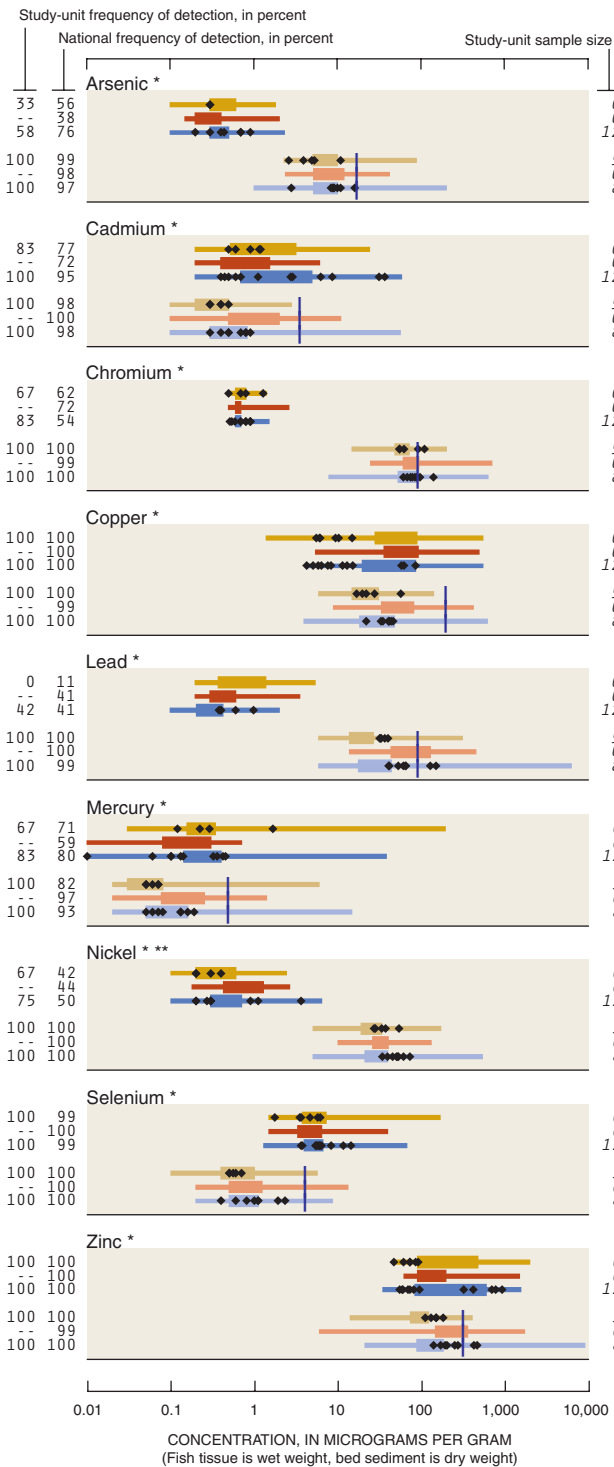 Study-unit frequency of detection, in percent
National frequency of detection, in percent
Study-unit sample size
Arsenic *
33 56
-- 38
58 76 12
100 99
-- 98
100 97
Cadmium *
83 77
-- 72
100 95 12
100 98
-- 100
100 98
Chromium *
67 62
-- 72
83 54 12
100 100
-- 99
100 100
Copper *
100 100
-- 100
100 100 12
100 100
-- 99
100 100
Lead *
0 11
-- 41
42 41 12
100 100
-- 100
100 99
Mercury *
67 71
-- 59
83 80
100 82
-- 97
100 93
Nickel * **
67 42
-- 44
75 50
100 100
-- 100
100 100
Selenium *
100 99
-- 100
100 99
100 100
-- 100
100 100
Zinc *
100 100
-- 100
100 100
100 100
-- 99
100 100
0.01 0.1 1 10 100 1,000 10,000
CONCENTRATION, IN MICROGRAMS PER GRAM
(Fish tissue is wet weight, bed sediment is dry weight)